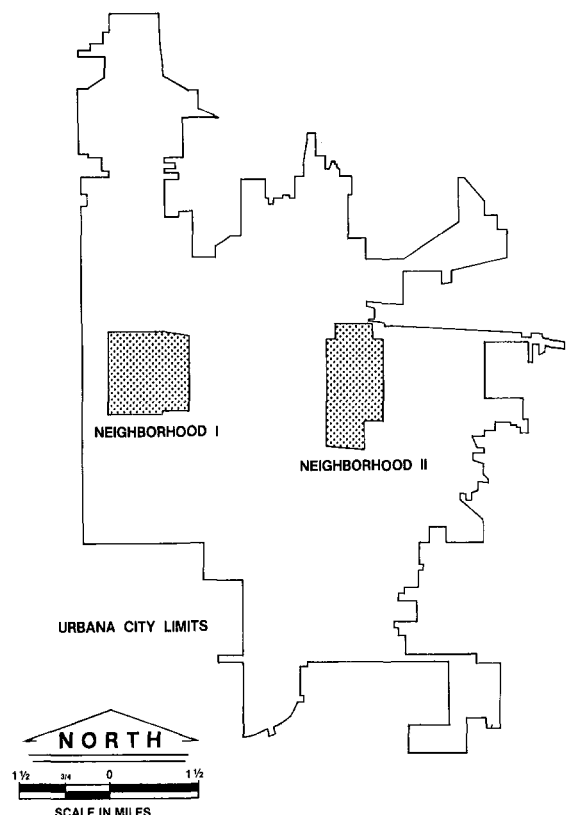 NEIGHBORHOOD I
NEIGHBORHOOD II
URBANA CITY LIMITS
NORTH
1 ½ 3/4 0 1 ½
SCALE IN MILES